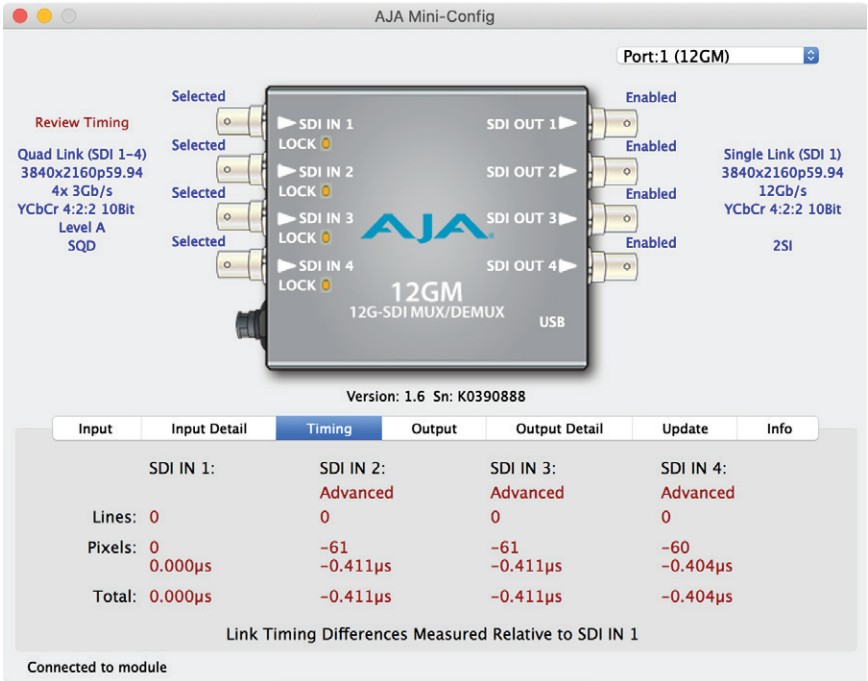 AJA Mini-Config
Port:1 (12GM)
Review Timing
Quad Link (SDI 1-4)
3840x2160p59.94
4x 3Gb/s
YCbCr 4:2:2 10Bit
Level A
SQD
Selected
Selected
Selected
Selected
SDI IN 1
LOCK
SDI IN 2
LOCK
SDI IN 3
LOCK
SDI IN 4
LOCK
AJA
12GM
12G-SDI MUX/DEMUX
USB
SDI OUT 1
SDI OUT 2
SDI OUT 3
SDI OUT 4
Enabled
Enabled
Enabled
Enabled
Single Link (SDI 1)
3840x2160p59.94
12Gb/s
YCbCr 4:2:2 10Bit
2SI
Version: 1.6 Sn: K0390888
Input Input Detail Timing Output Output Detail Update Info
SDI IN 1: SDI IN 2: SDI IN 3: SDI IN 4:
Advanced Advanced Advanced
Lines: 0 0 0 0
Pixels: 0 -61 -61 -60
0.000µs -0.411µs -0.411µs -0.404µs
Total: 0.000µs -0.411µs -0.411µs -0.404µs
Link Timing Differences Measured Relative to SDI IN 1
Connected to module